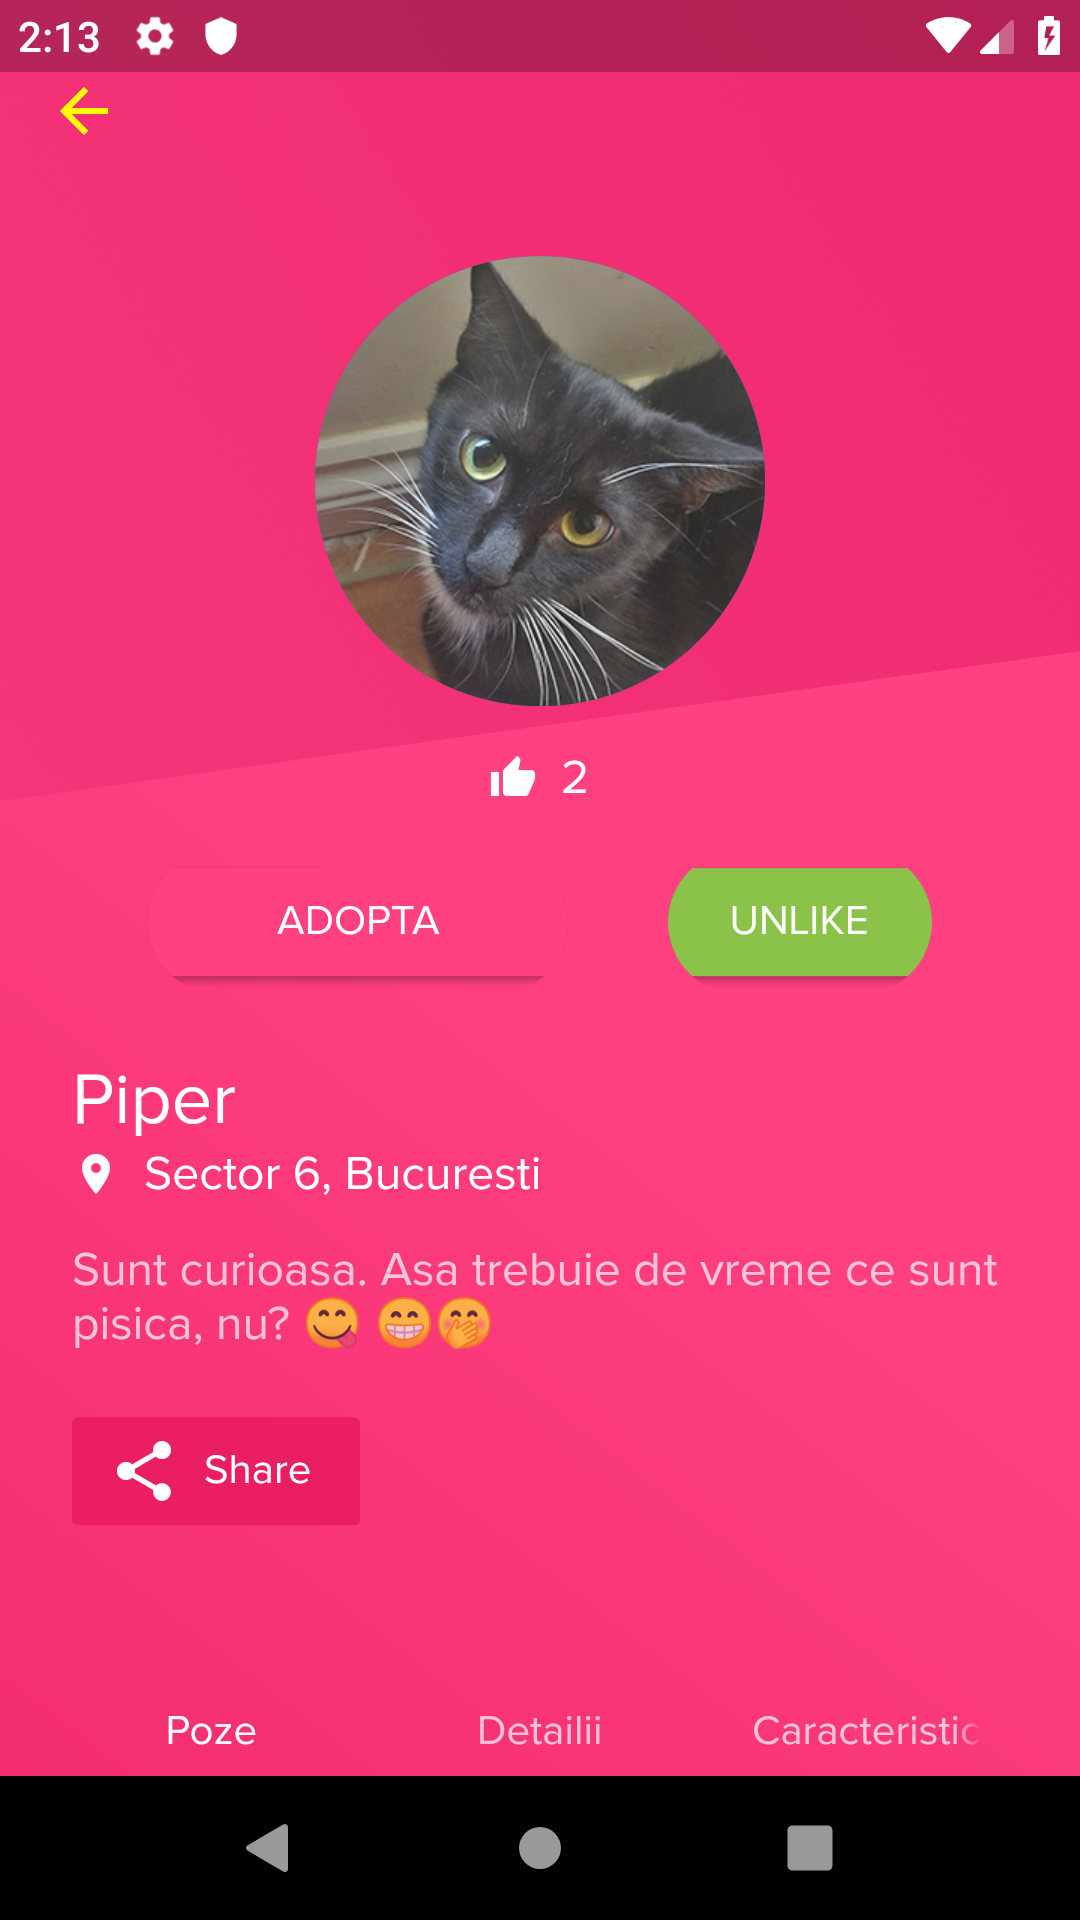 2:13
2
ADOPTA
UNLIKE
Piper
Sector 6, Bucuresti
Sunt curioasa. Asa trebuie de vreme ce sunt
pisica, nu? 😋 😁🤭
Share
Poze
Detailii
Caracteristic